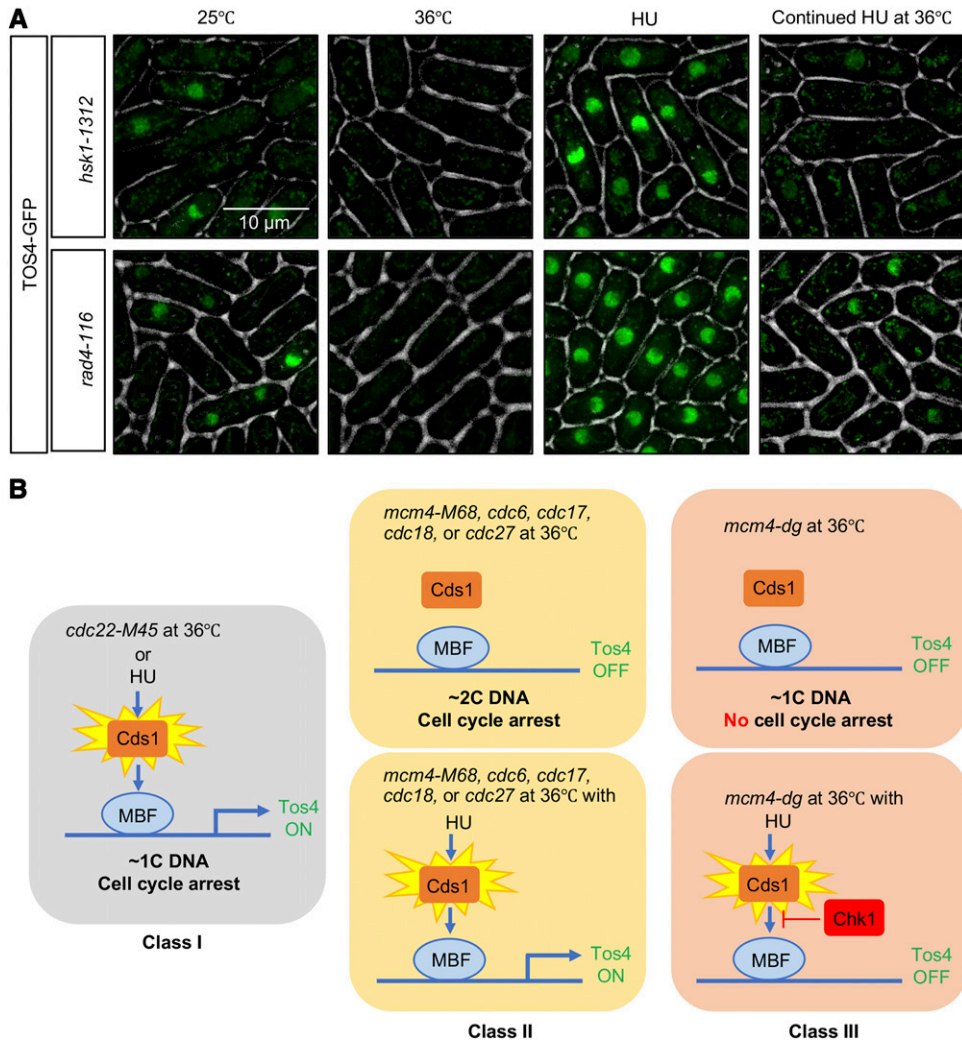 A
25℃
36℃
HU
Continued HU at 36℃
TOS4-GFP
hsk1-1312
10 µm
rad4-116
B
cdc22-M45 at 36℃
or
HU
Cds1
MBF
Tos4
ON
~1C DNA
Cell cycle arrest
Class I
mcm4-M68, cdc6, cdc17,
cdc18, or cdc27 at 36℃
Cds1
MBF
Tos4
OFF
~2C DNA
Cell cycle arrest
mcm4-M68, cdc6, cdc17,
cdc18, or cdc27 at 36℃ with
HU
Cds1
MBF
Tos4
ON
Class II
mcm4-dg at 36℃
Cds1
MBF
Tos4
OFF
~1C DNA
No cell cycle arrest
mcm4-dg at 36℃ with
HU
Cds1
Chk1
MBF
Tos4
OFF
Class III